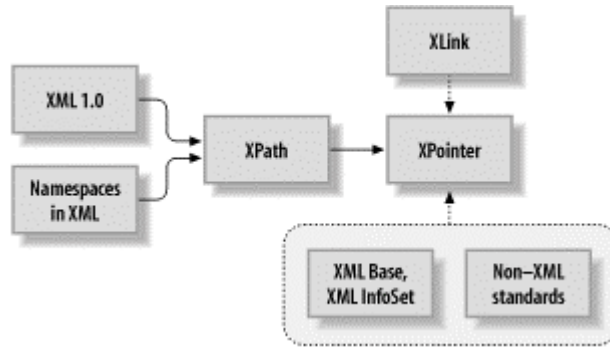 XLink
XML 1.0
XPath
XPointer
Namespaces
in XML
XML Base,
XML InfoSet
Non–XML
standards